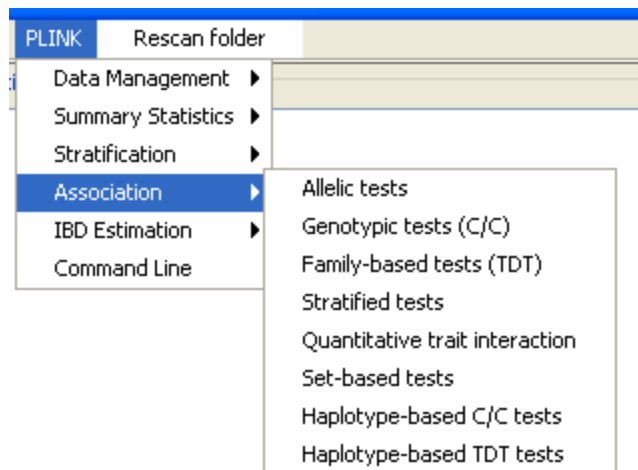 PLINK Rescan folder
Data Management
Summary Statistics
Stratification
Association
IBD Estimation
Command Line
Allelic tests
Genotypic tests (C/C)
Family-based tests (TDT)
Stratified tests
Quantitative trait interaction
Set-based tests
Haplotype-based C/C tests
Haplotype-based TDT tests